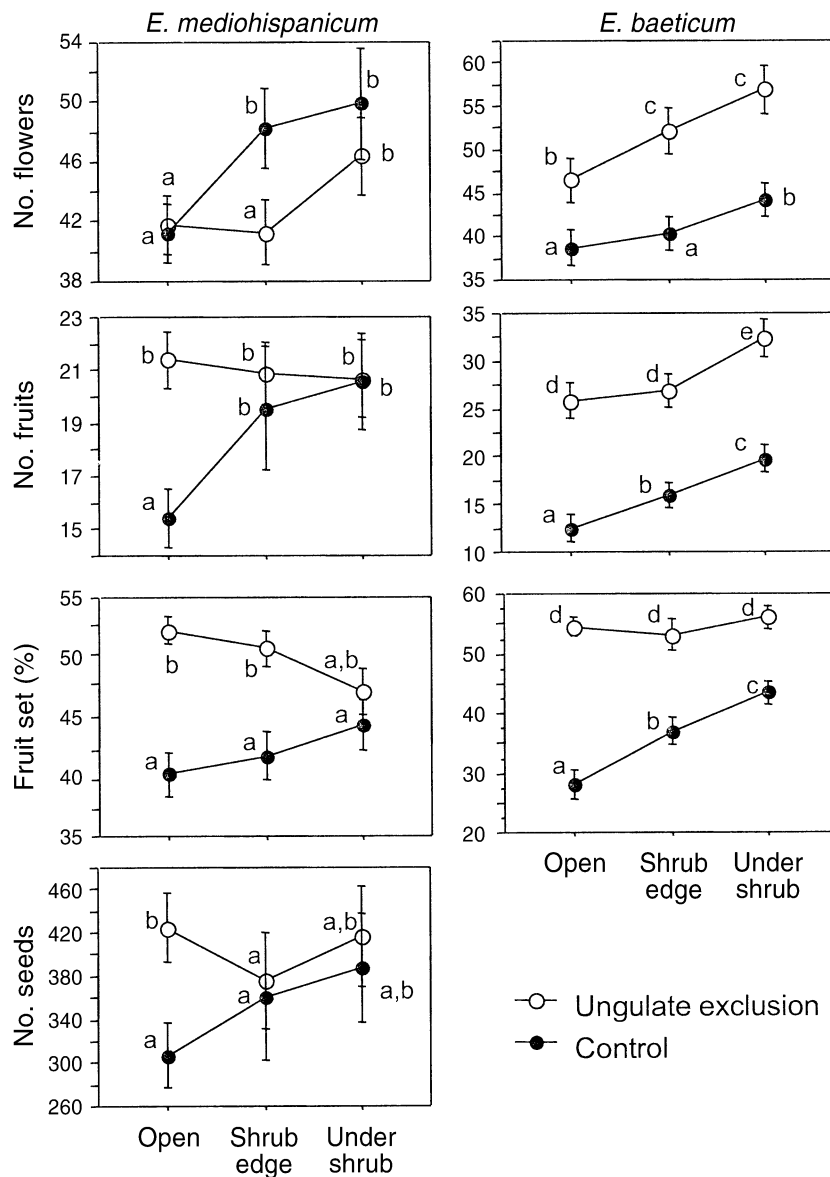 E. mediohispanicum
E. baeticum
No. flowers
54
50
46
42
38
a
a
b
a
b
b
60
55
50
45
40
35
b
c
c
a
a
b
No. fruits
23
21
19
17
15
b
b
b
a
b
b
35
30
25
20
15
10
d
d
e
a
b
c
Fruit set (%)
55
50
45
40
35
b
b
a,b
a
a
a
60
50
40
30
20
d
d
d
a
b
c
Open
Shrub edge
Under shrub
No. seeds
460
420
380
340
300
260
b
a
a,b
a
a
a,b
Open
Shrub edge
Under shrub
Ungulate exclusion
Control